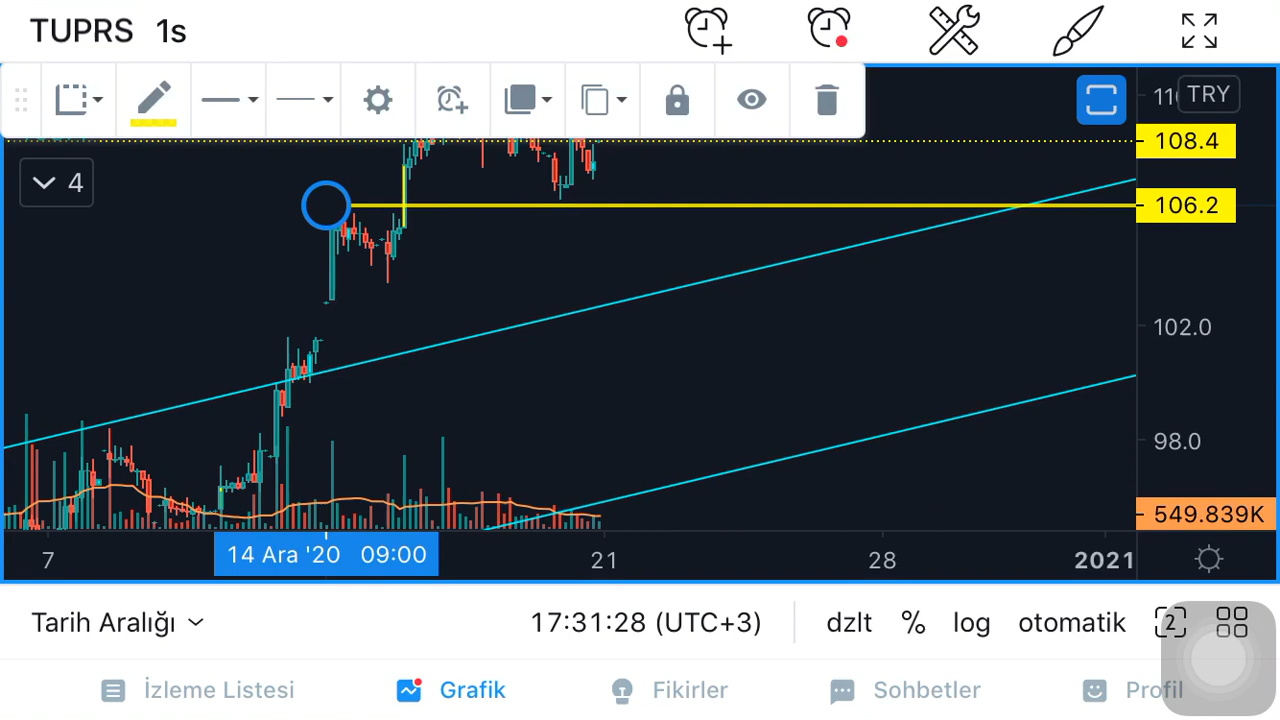 TUPRS 1s
TRY
108.4
4
106.2
102.0
98.0
549.839K
7
14 Ara '20 09:00
21
28
2021
Tarih Aralığı
17:31:28 (UTC+3)
dzlt
%
log
otomatik
2
İzleme Listesi
Grafik
Fikirler
Sohbetler
Profil